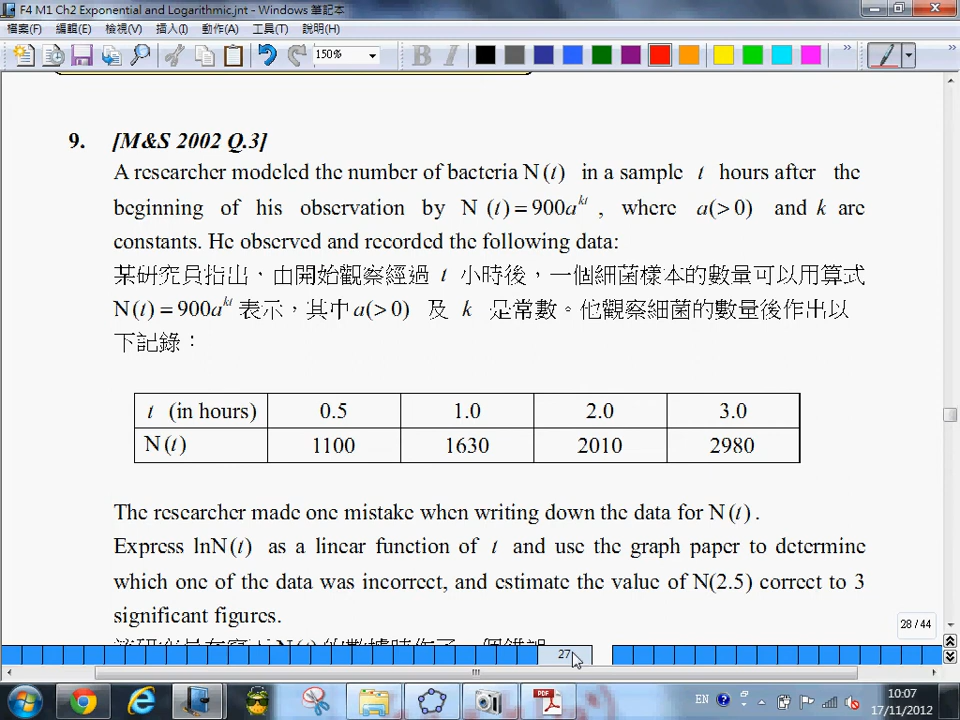 F4 M1 Ch2 Exponential and Logarithmic.jnt - Windows 筆記本
檔案(F) 編輯(E) 檢視(V) 插入(I) 動作(A) 工具(T) 說明(H)
150% B I
9. [M&S 2002 Q.3]
A researcher modeled the number of bacteria N(t) in a sample t hours after the
beginning of his observation by N (t) = 900a^{kt} , where a(> 0) and k are
constants. He observed and recorded the following data:
某研究員指出，由開始觀察經過 t 小時後，一個細菌樣本的數量可以用算式
N(t) = 900a^{kt} 表示，其中 a(> 0) 及 k 是常數。他觀察細菌的數量後作出以
下記錄：
t (in hours) 0.5 1.0 2.0 3.0
N(t) 1100 1630 2010 2980
The researcher made one mistake when writing down the data for N(t) .
Express lnN(t) as a linear function of t and use the graph paper to determine
which one of the data was incorrect, and estimate the value of N(2.5) correct to 3
significant figures.
28 / 44
27
EN
10:07
17/11/2012